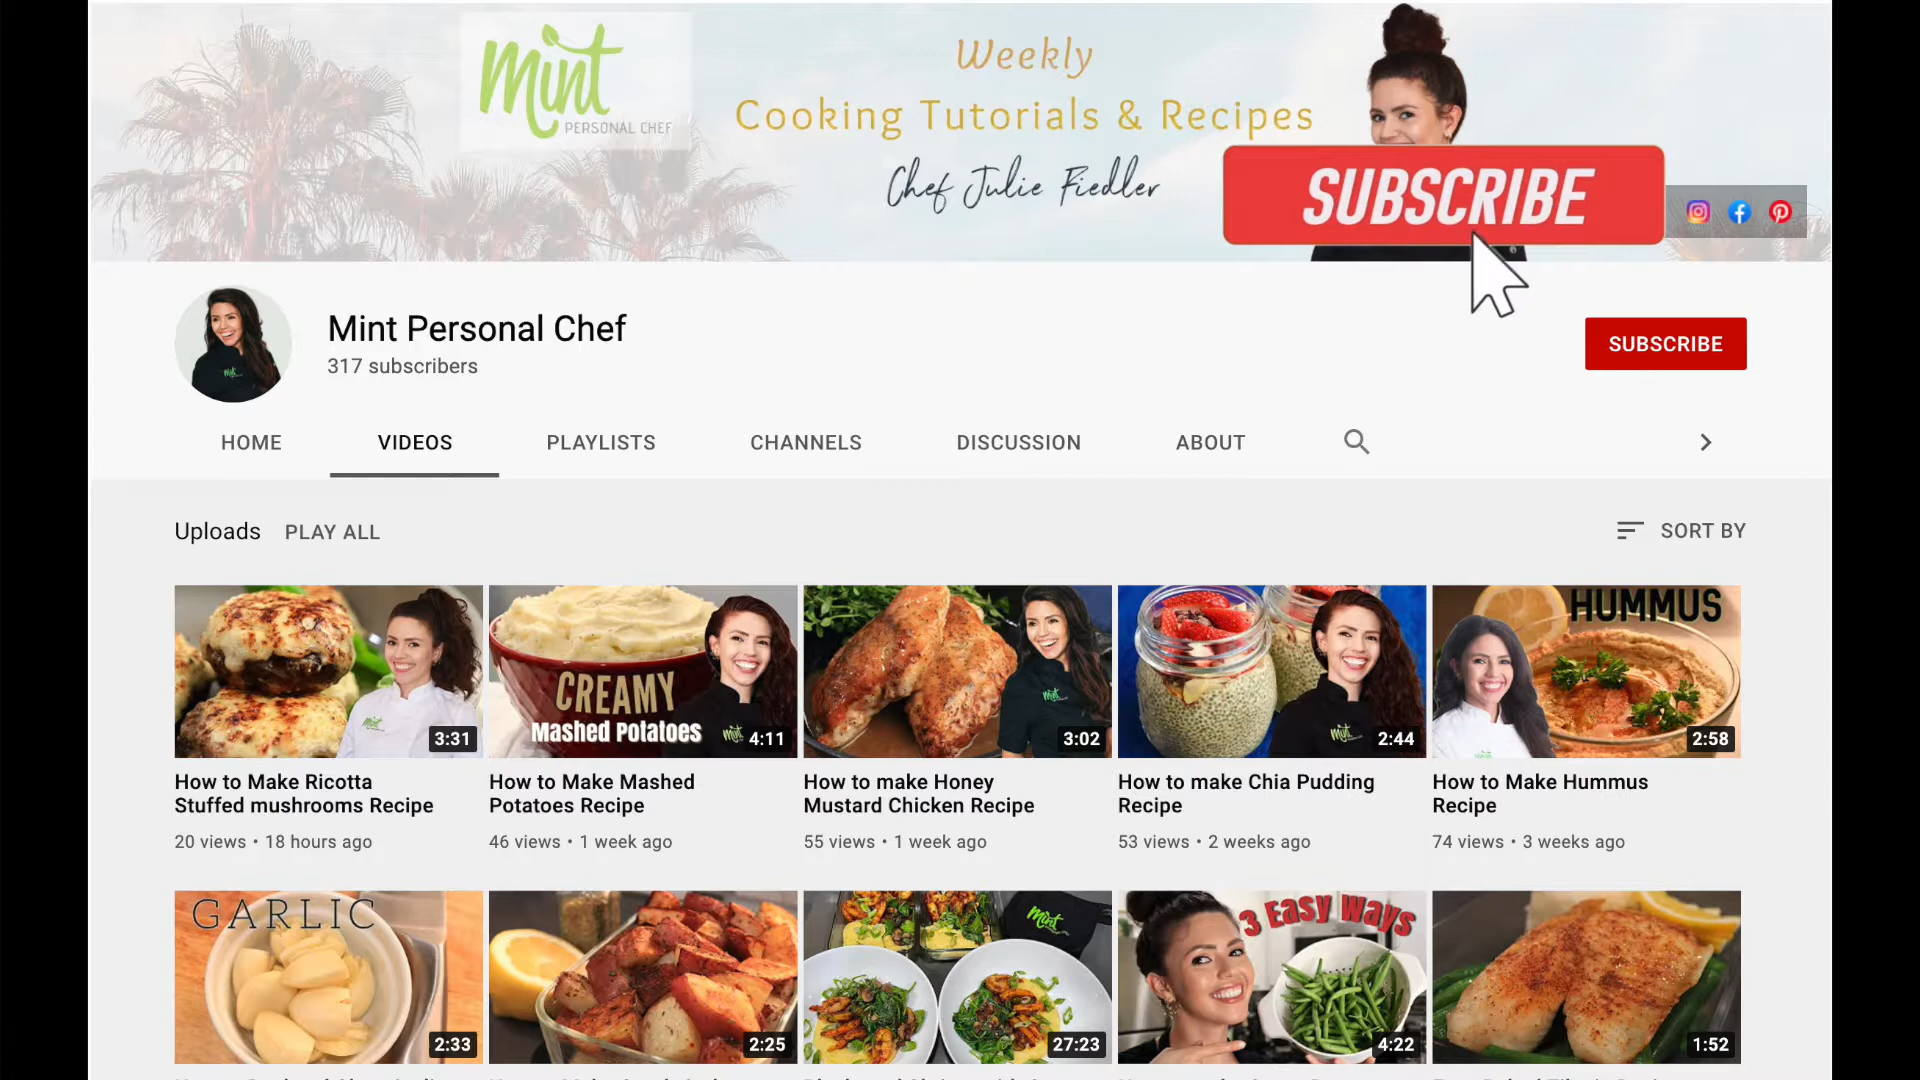 mint
PERSONAL CHEF
Weekly
Cooking Tutorials & Recipes
Chef Julie Fiedler
SUBSCRIBE
Mint Personal Chef
317 subscribers
SUBSCRIBE
HOME
VIDEOS
PLAYLISTS
CHANNELS
DISCUSSION
ABOUT
Uploads
PLAY ALL
SORT BY
mint
3:31
CREAMY
Mashed Potatoes
mint
4:11
mint
3:02
mint
2:44
HUMMUS
2:58
How to Make Ricotta
Stuffed mushrooms Recipe
20 views • 18 hours ago
How to Make Mashed
Potatoes Recipe
46 views • 1 week ago
How to make Honey
Mustard Chicken Recipe
55 views • 1 week ago
How to make Chia Pudding
Recipe
53 views • 2 weeks ago
How to Make Hummus
Recipe
74 views • 3 weeks ago
GARLIC
2:33
2:25
mint
27:23
3 Easy Ways
4:22
1:52